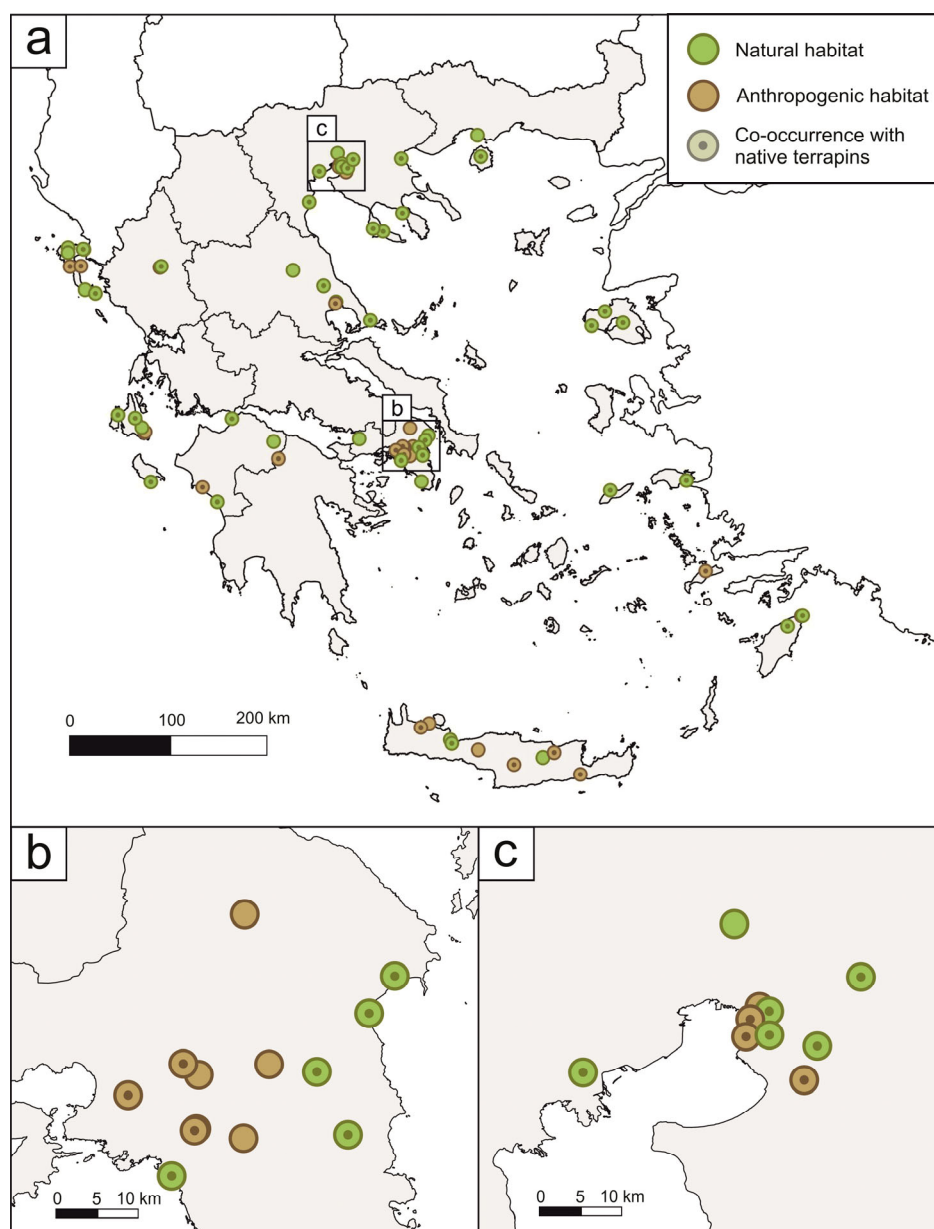 a
Natural habitat
Anthropogenic habitat
Co-occurrence with
native terrapins
c
b
0 100 200 km
b
0 5 10 km
c
0 5 10 km